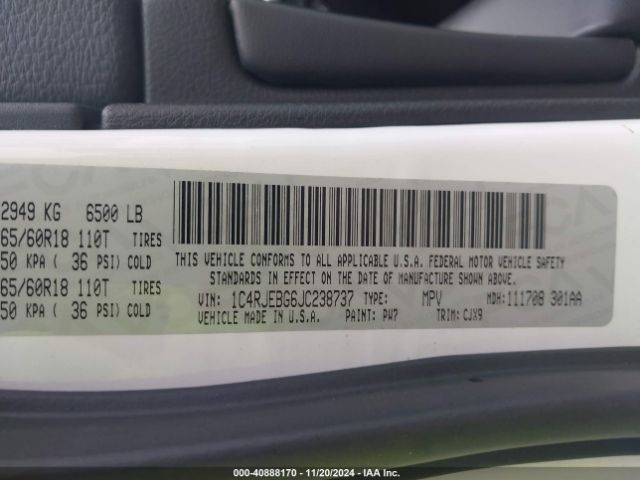 2949 KG 6500 LB
65/60R18 110T TIRES
50 KPA ( 36 PSI) COLD
65/60R18 110T TIRES
50 KPA ( 36 PSI) COLD
THIS VEHICLE CONFORMS TO ALL APPLICABLE U.S.A. FEDERAL MOTOR VEHICLE SAFETY
STANDARDS IN EFFECT ON THE DATE OF MANUFACTURE SHOWN ABOVE.
VIN: 1C4RJEBG6JC238737 TYPE: MPV MDH:111708 301AA
VEHICLE MADE IN U.S.A. PAINT: PW7 TRIM: CJX9
000-40888170 - 11/20/2024 - IAA Inc.